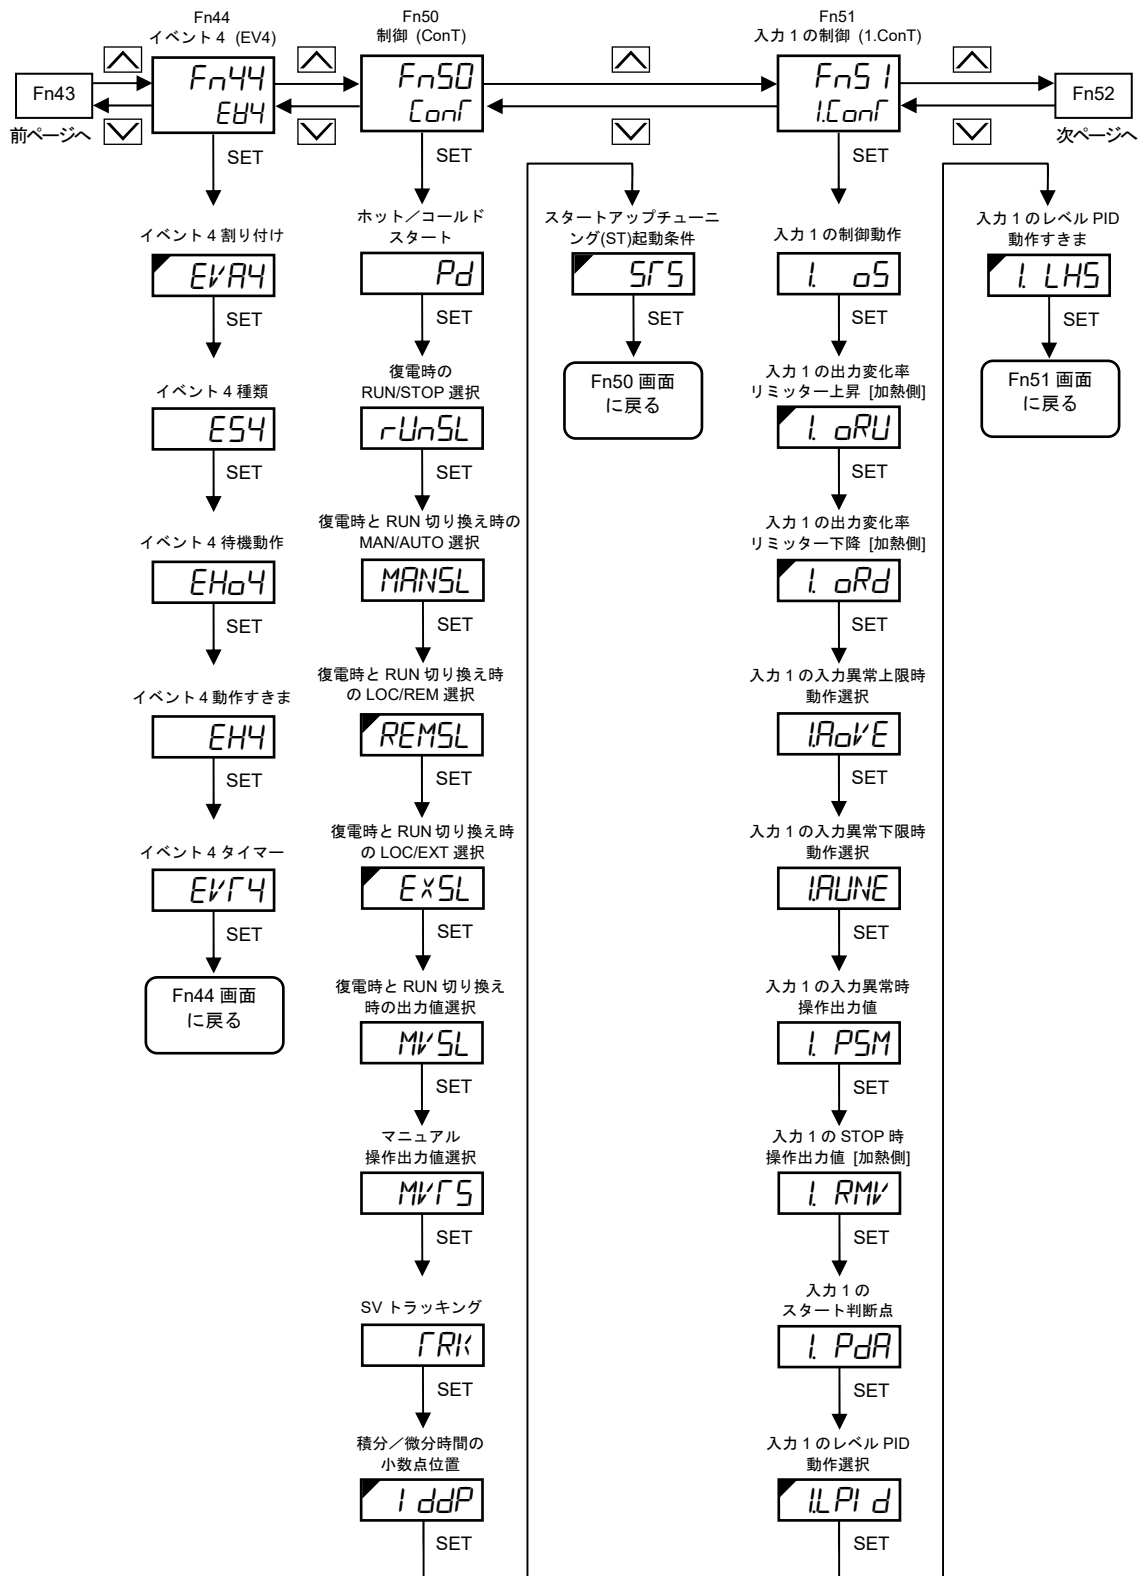 Fn44
イベント4 (EV4)
Fn44
EV4
SET
Fn43
前ページへ
イベント4割り付け
EVA4
SET
イベント4種類
ES4
SET
イベント4待機動作
EHo4
SET
イベント4動作すきま
EH4
SET
イベント4タイマー
EVT4
SET
Fn44 画面
に戻る
Fn50
制御 (ConT)
Fn50
ConT
SET
ホット/コールド
スタート
Pd
SET
復電時の
RUN/STOP 選択
rUnSL
SET
復電時と RUN 切り換え時の
MAN/AUTO 選択
MANSL
SET
復電時と RUN 切り換え時
の LOC/REM 選択
REMSL
SET
復電時と RUN 切り換え時
の LOC/EXT 選択
EXSL
SET
復電時と RUN 切り換え
時の出力値選択
MVSL
SET
マニュアル
操作出力値選択
MVTS
SET
SV トラッキング
TRK
SET
積分/微分時間の
小数点位置
IddP
SET
スタートアップチューニ
ング(ST)起動条件
STS
SET
Fn50 画面
に戻る
Fn51
入力1の制御 (1.ConT)
Fn51
1.ConT
SET
入力1の制御動作
1. oS
SET
入力1の出力変化率
リミッター上昇 [加熱側]
1. oRU
SET
入力1の出力変化率
リミッター下降 [加熱側]
1. oRd
SET
入力1の入力異常上限時
動作選択
1.AoVE
SET
入力1の入力異常下限時
動作選択
1.AUNE
SET
入力1の入力異常時
操作出力値
1. PSM
SET
入力1の STOP 時
操作出力値 [加熱側]
1. RMV
SET
入力1の
スタート判断点
1. PdA
SET
入力1のレベル PID
動作選択
1.LPId
SET
入力1のレベル PID
動作すきま
1. LHS
SET
Fn51 画面
に戻る
Fn52
次ページへ